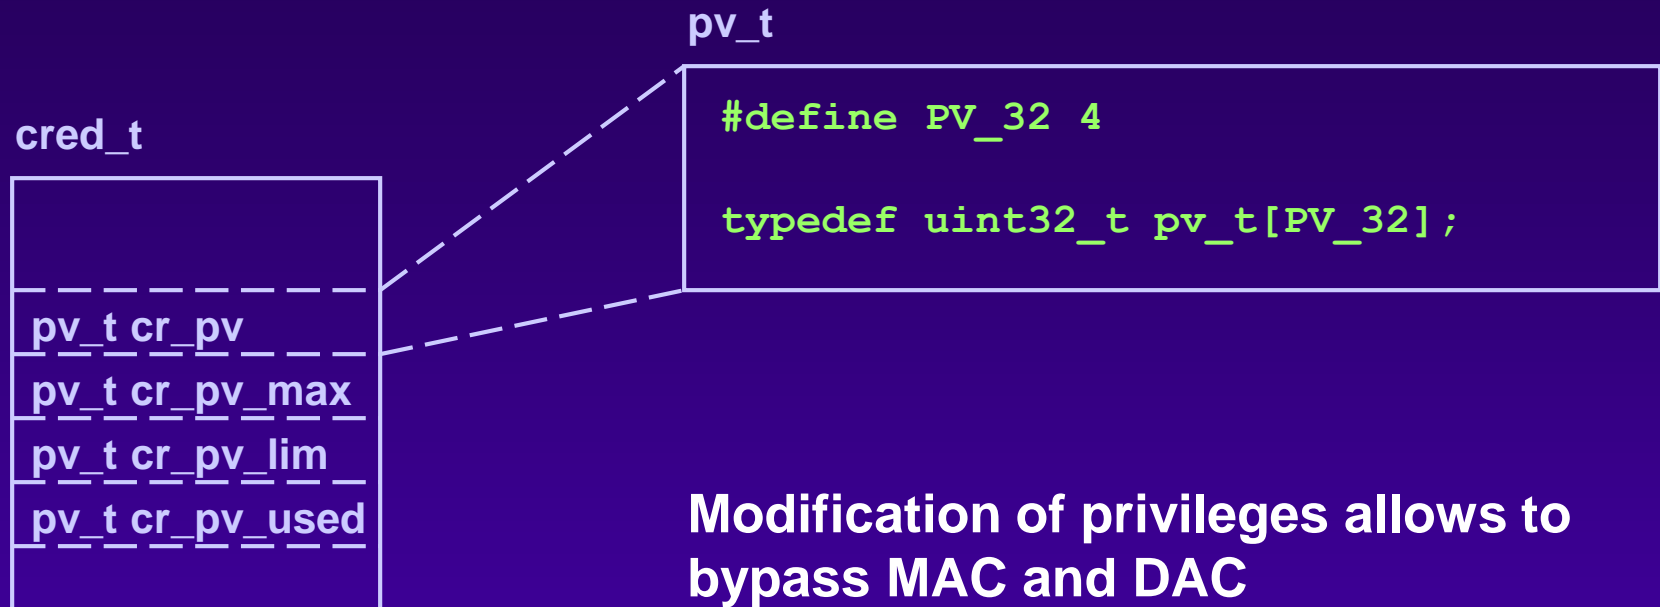 pv_t
#define PV_32 4
typedef uint32_t pv_t[PV_32];
cred_t
pv_t cr_pv
pv_t cr_pv_max
pv_t cr_pv_lim
pv_t cr_pv_used
Modification of privileges allows to
bypass MAC and DAC